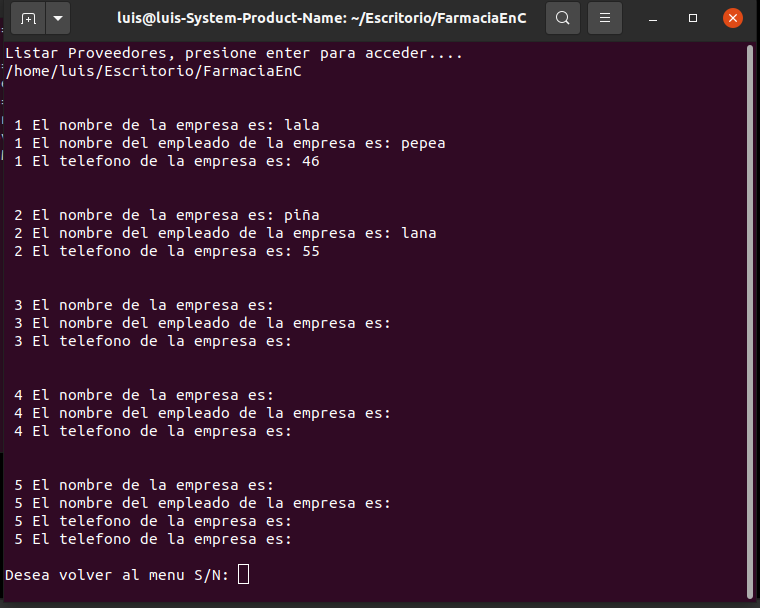 luis@luis-System-Product-Name: ~/Escritorio/FarmaciaEnC
Listar Proveedores, presione enter para acceder....
/home/luis/Escritorio/FarmaciaEnC
1 El nombre de la empresa es: lala
1 El nombre del empleado de la empresa es: pepea
1 El telefono de la empresa es: 46
2 El nombre de la empresa es: piña
2 El nombre del empleado de la empresa es: lana
2 El telefono de la empresa es: 55
3 El nombre de la empresa es:
3 El nombre del empleado de la empresa es:
3 El telefono de la empresa es:
4 El nombre de la empresa es:
4 El nombre del empleado de la empresa es:
4 El telefono de la empresa es:
5 El nombre de la empresa es:
5 El nombre del empleado de la empresa es:
5 El telefono de la empresa es:
5 El telefono de la empresa es:
Desea volver al menu S/N: